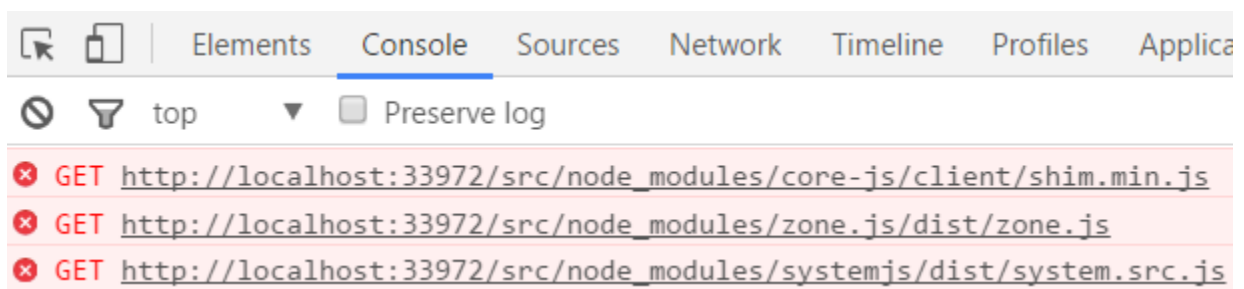 Elements Console Sources Network Timeline Profiles Applica
top Preserve log
GET http://localhost:33972/src/node_modules/core-js/client/shim.min.js
GET http://localhost:33972/src/node_modules/zone.js/dist/zone.js
GET http://localhost:33972/src/node_modules/systemjs/dist/system.src.js